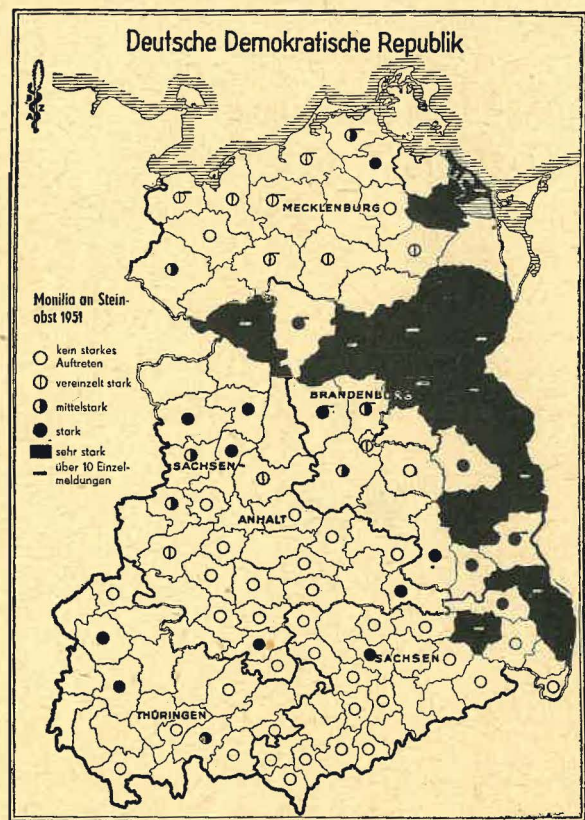 Deutsche Demokratische Republik
MECKLENBURG
Monilia an Stein-
obst 1951
kein starkes
Auftreten
vereinzelt stark
mittelstark
stark
sehr stark
über 10 Einzel-
meldungen
BRANDENBURG
SACHSEN-
ANHALT
SACHSEN
THÜRINGEN